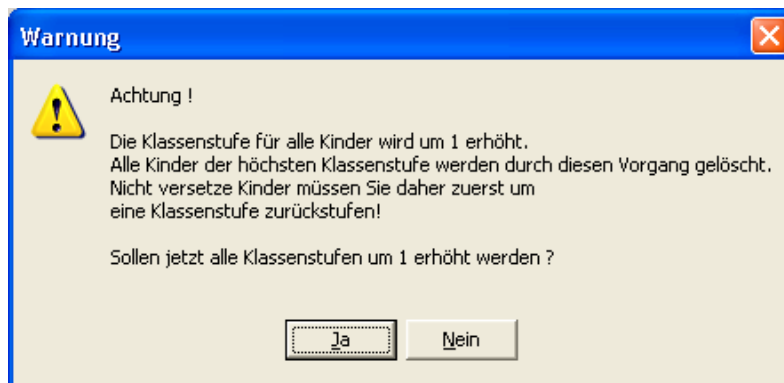 Warnung
Achtung !
Die Klassenstufe für alle Kinder wird um 1 erhöht.
Alle Kinder der höchsten Klassenstufe werden durch diesen Vorgang gelöscht.
Nicht versetze Kinder müssen Sie daher zuerst um
eine Klassenstufe zurückstufen!
Sollen jetzt alle Klassenstufen um 1 erhöht werden ?
Ja
Nein